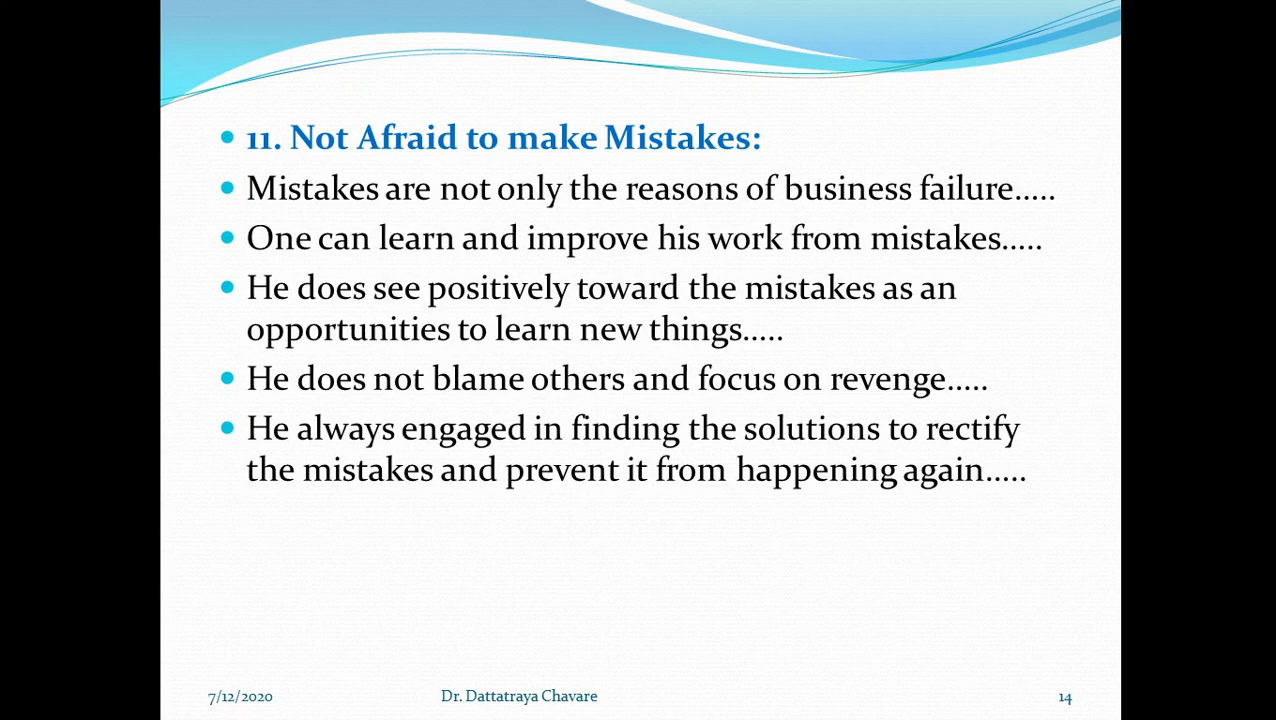 11. Not Afraid to make Mistakes:
Mistakes are not only the reasons of business failure.....
One can learn and improve his work from mistakes.....
He does see positively toward the mistakes as an
opportunities to learn new things.....
He does not blame others and focus on revenge.....
He always engaged in finding the solutions to rectify
the mistakes and prevent it from happening again.....
7/12/2020 Dr. Dattatraya Chavare 14